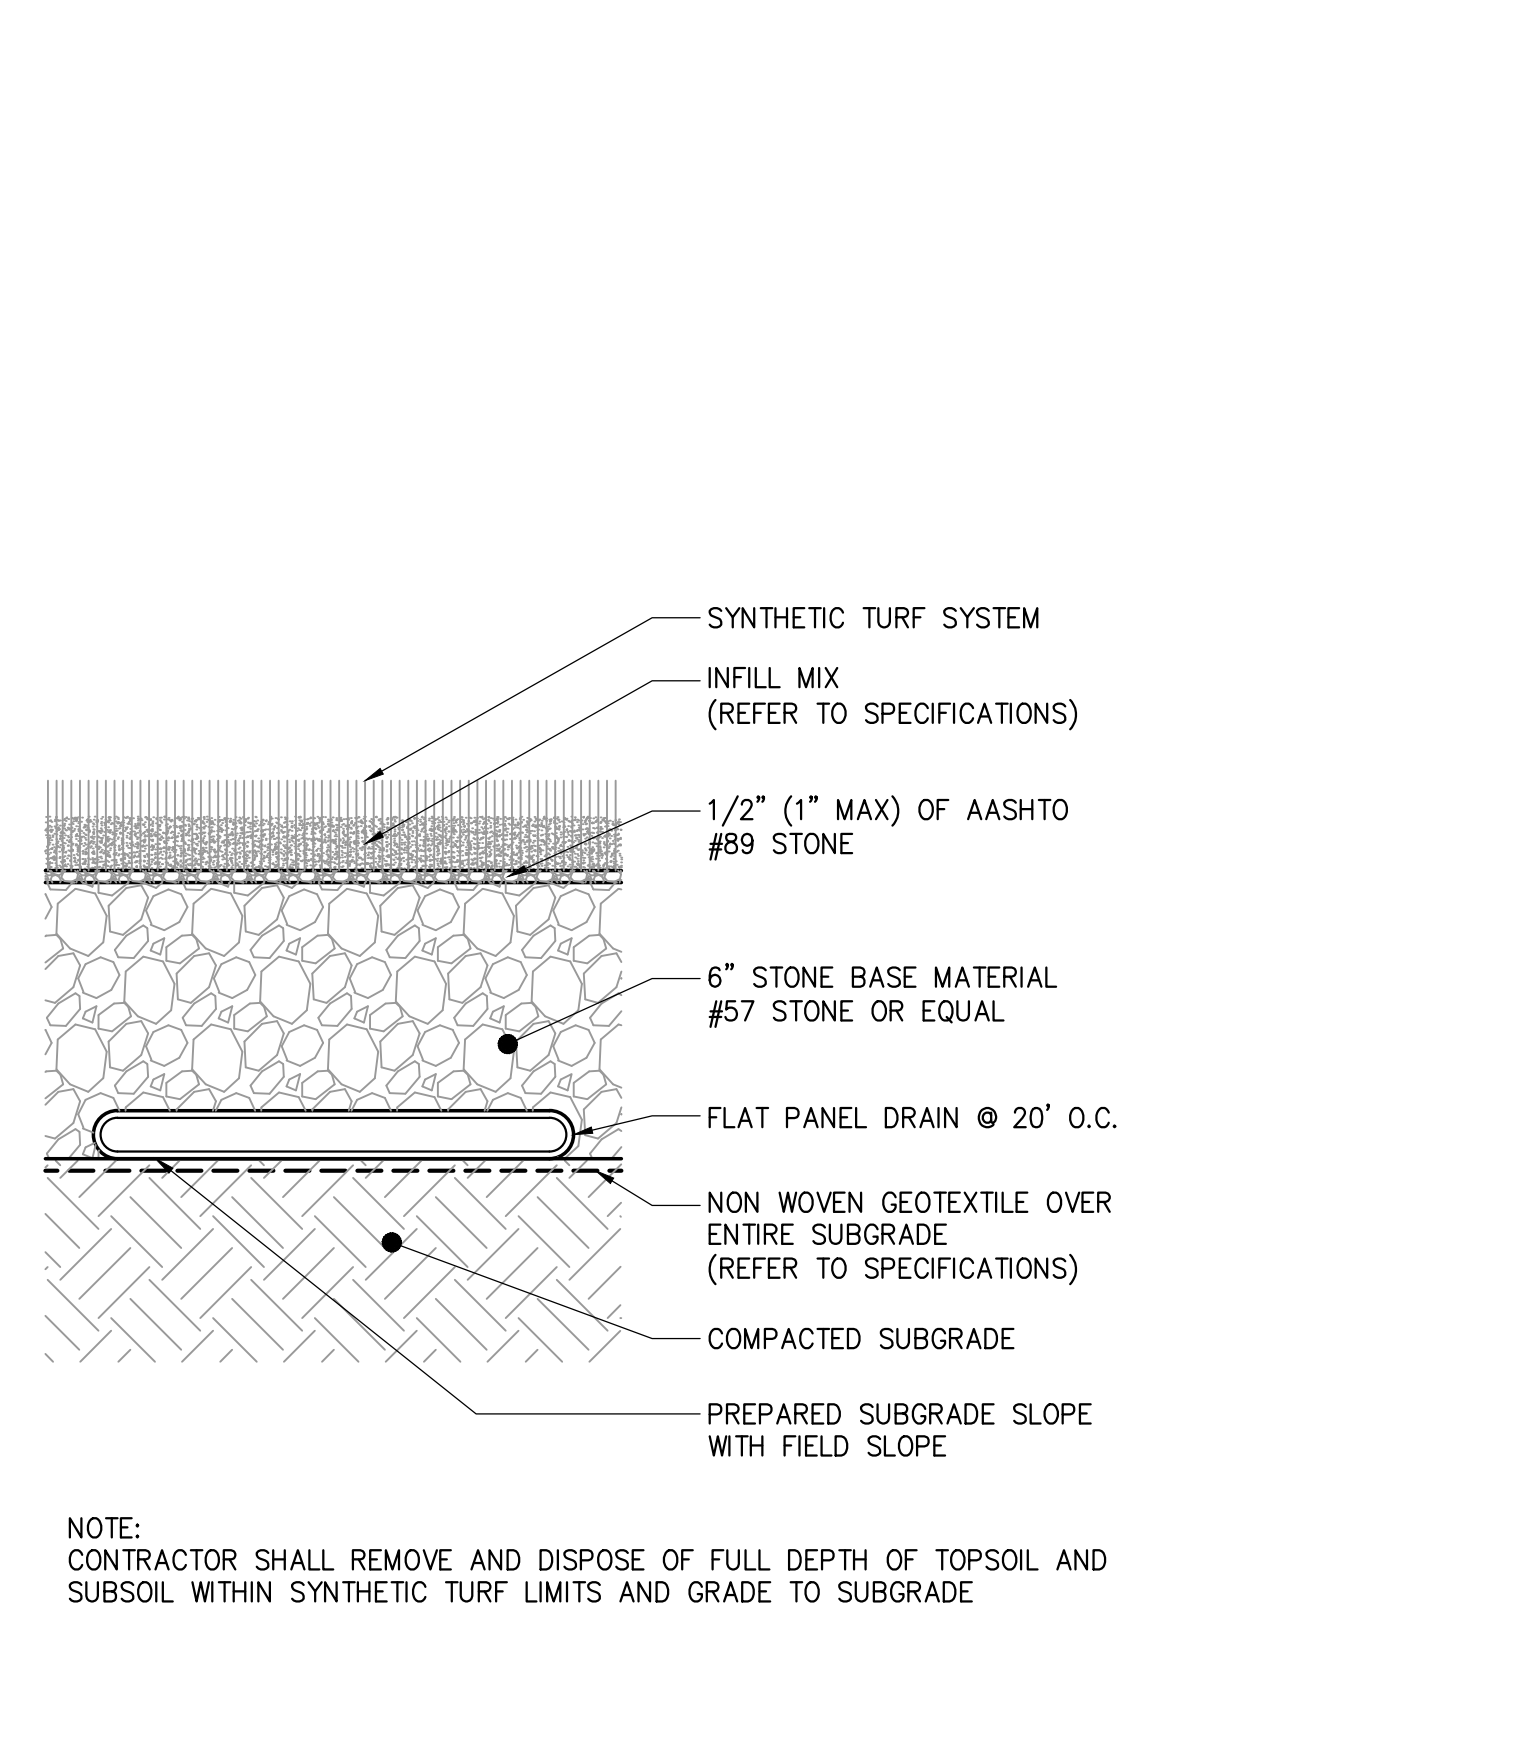 SYNTHETIC TURF SYSTEM
INFILL MIX
(REFER TO SPECIFICATIONS)
1/2” (1” MAX) OF AASHTO
#89 STONE
6” STONE BASE MATERIAL
#57 STONE OR EQUAL
FLAT PANEL DRAIN @ 20’ O.C.
NON WOVEN GEOTEXTILE OVER
ENTIRE SUBGRADE
(REFER TO SPECIFICATIONS)
COMPACTED SUBGRADE
PREPARED SUBGRADE SLOPE
WITH FIELD SLOPE
NOTE:
CONTRACTOR SHALL REMOVE AND DISPOSE OF FULL DEPTH OF TOPSOIL AND
SUBSOIL WITHIN SYNTHETIC TURF LIMITS AND GRADE TO SUBGRADE